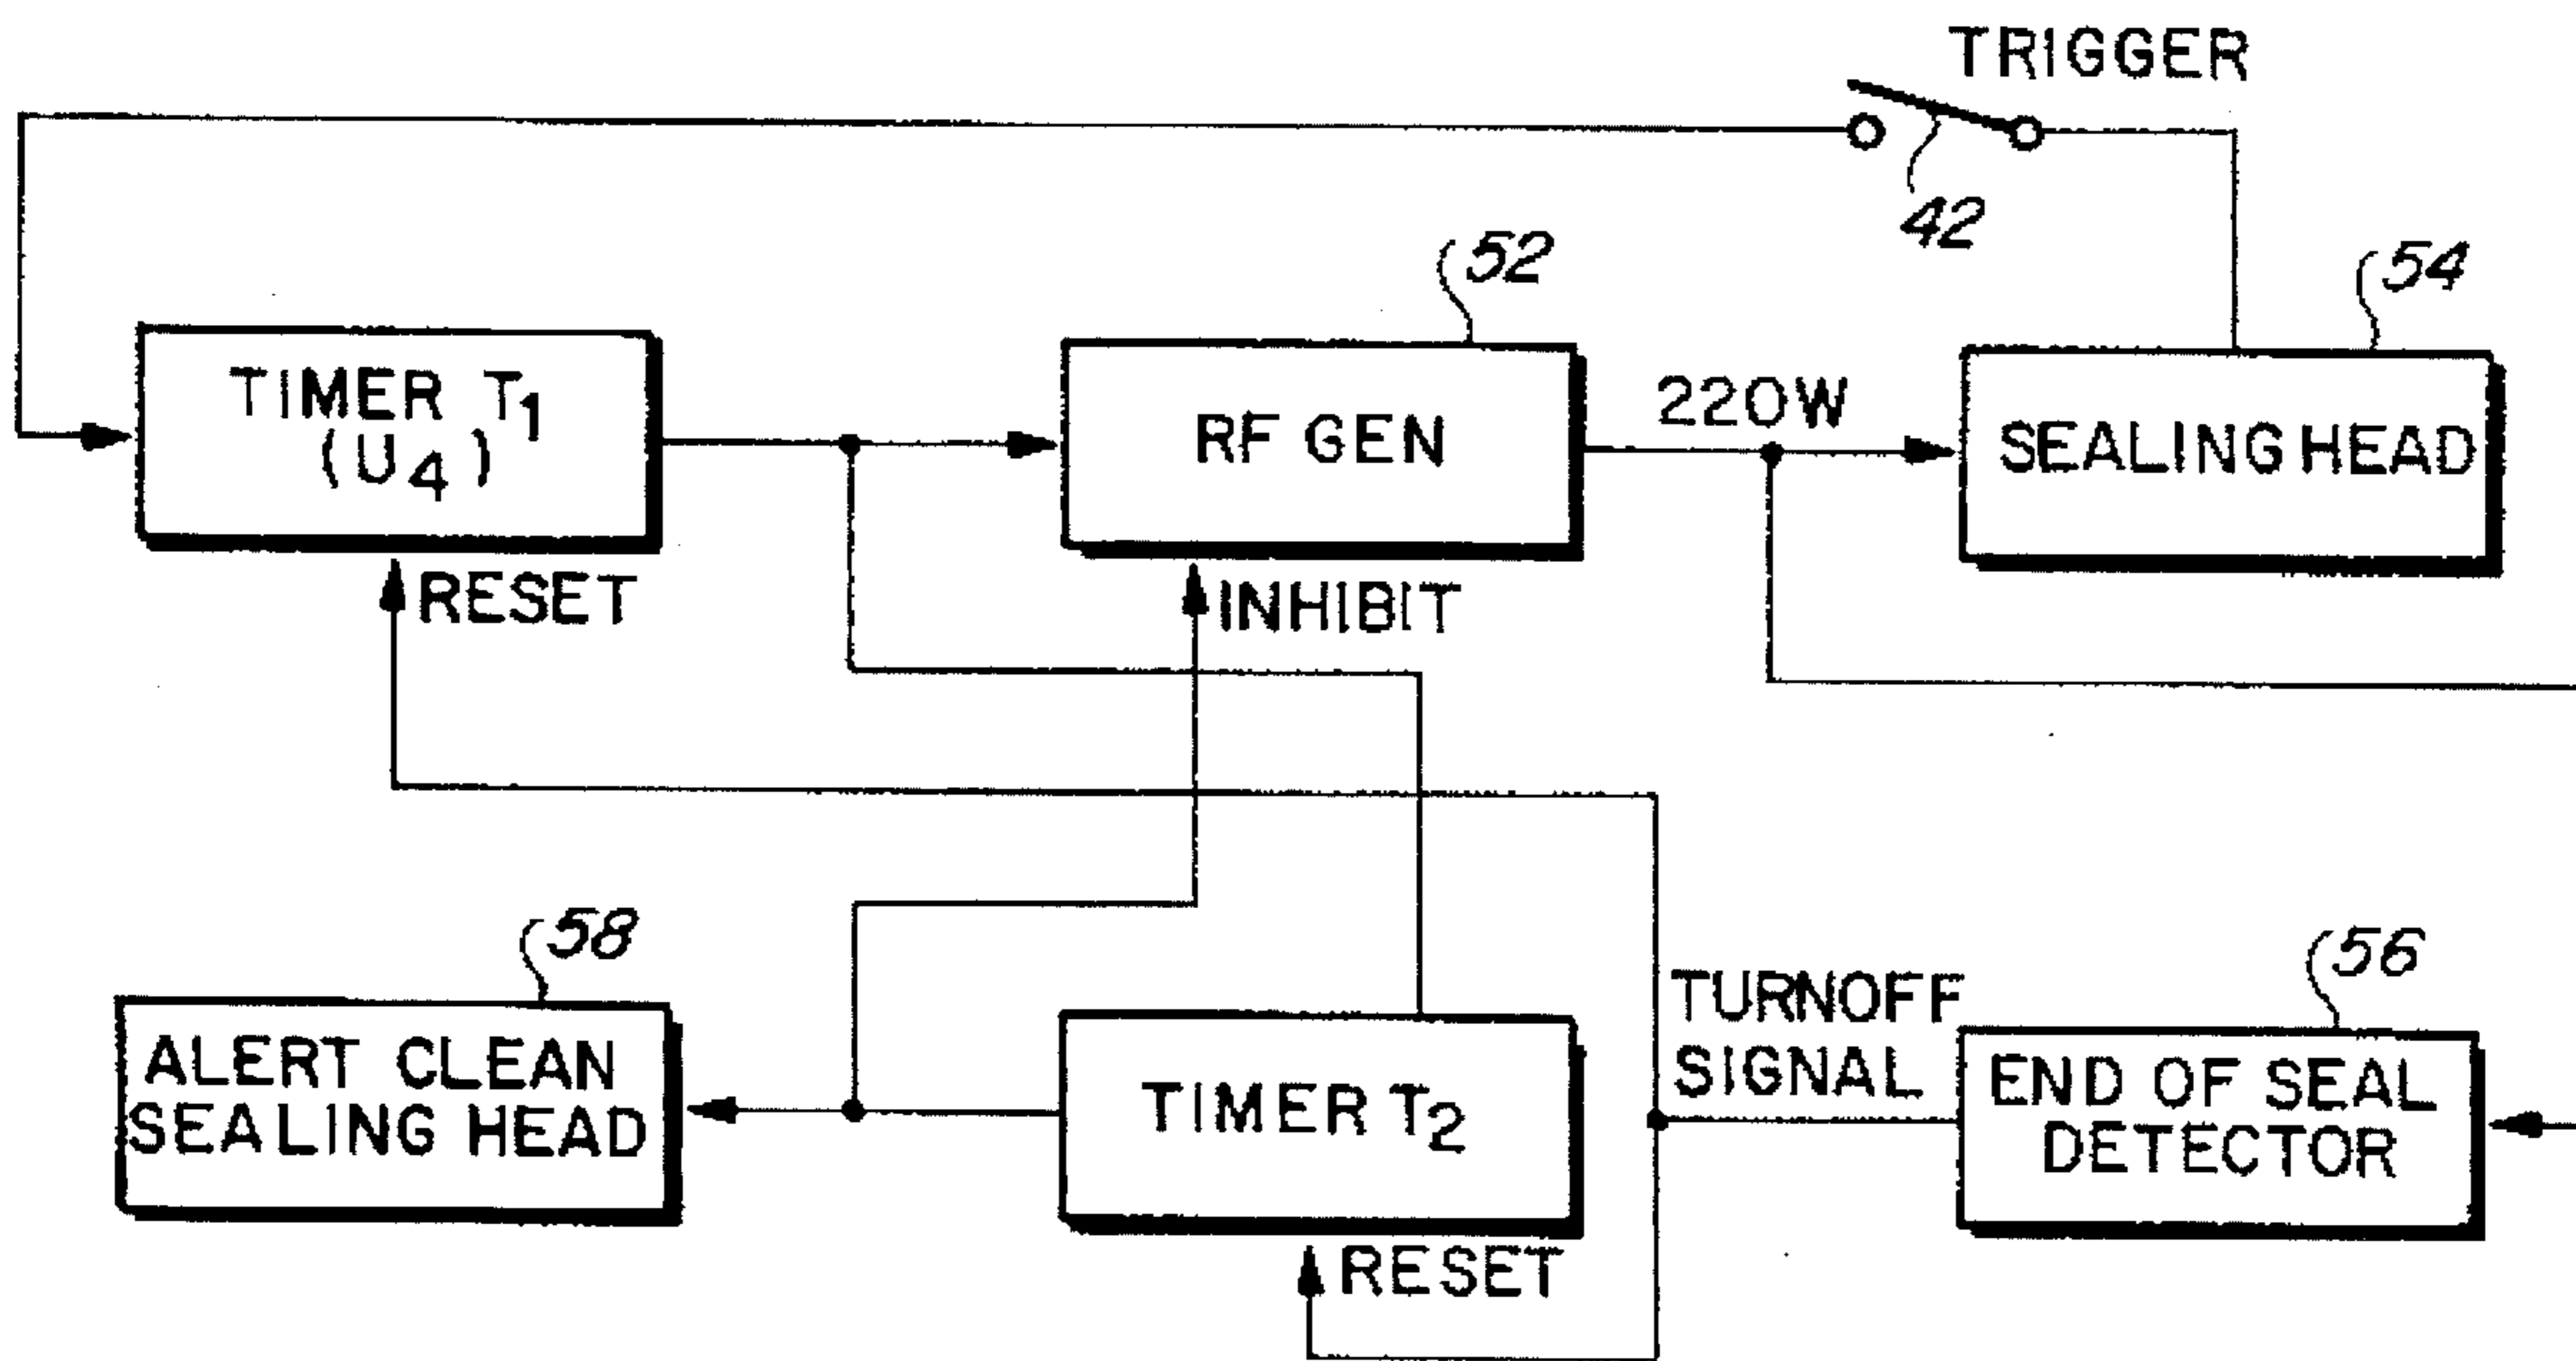 TRIGGER
42
52
54
TIMER T1
(U4)
RF GEN
220W
SEALING HEAD
RESET
INHIBIT
58
56
ALERT CLEAN
SEALING HEAD
TIMER T2
TURNOFF
SIGNAL
END OF SEAL
DETECTOR
RESET